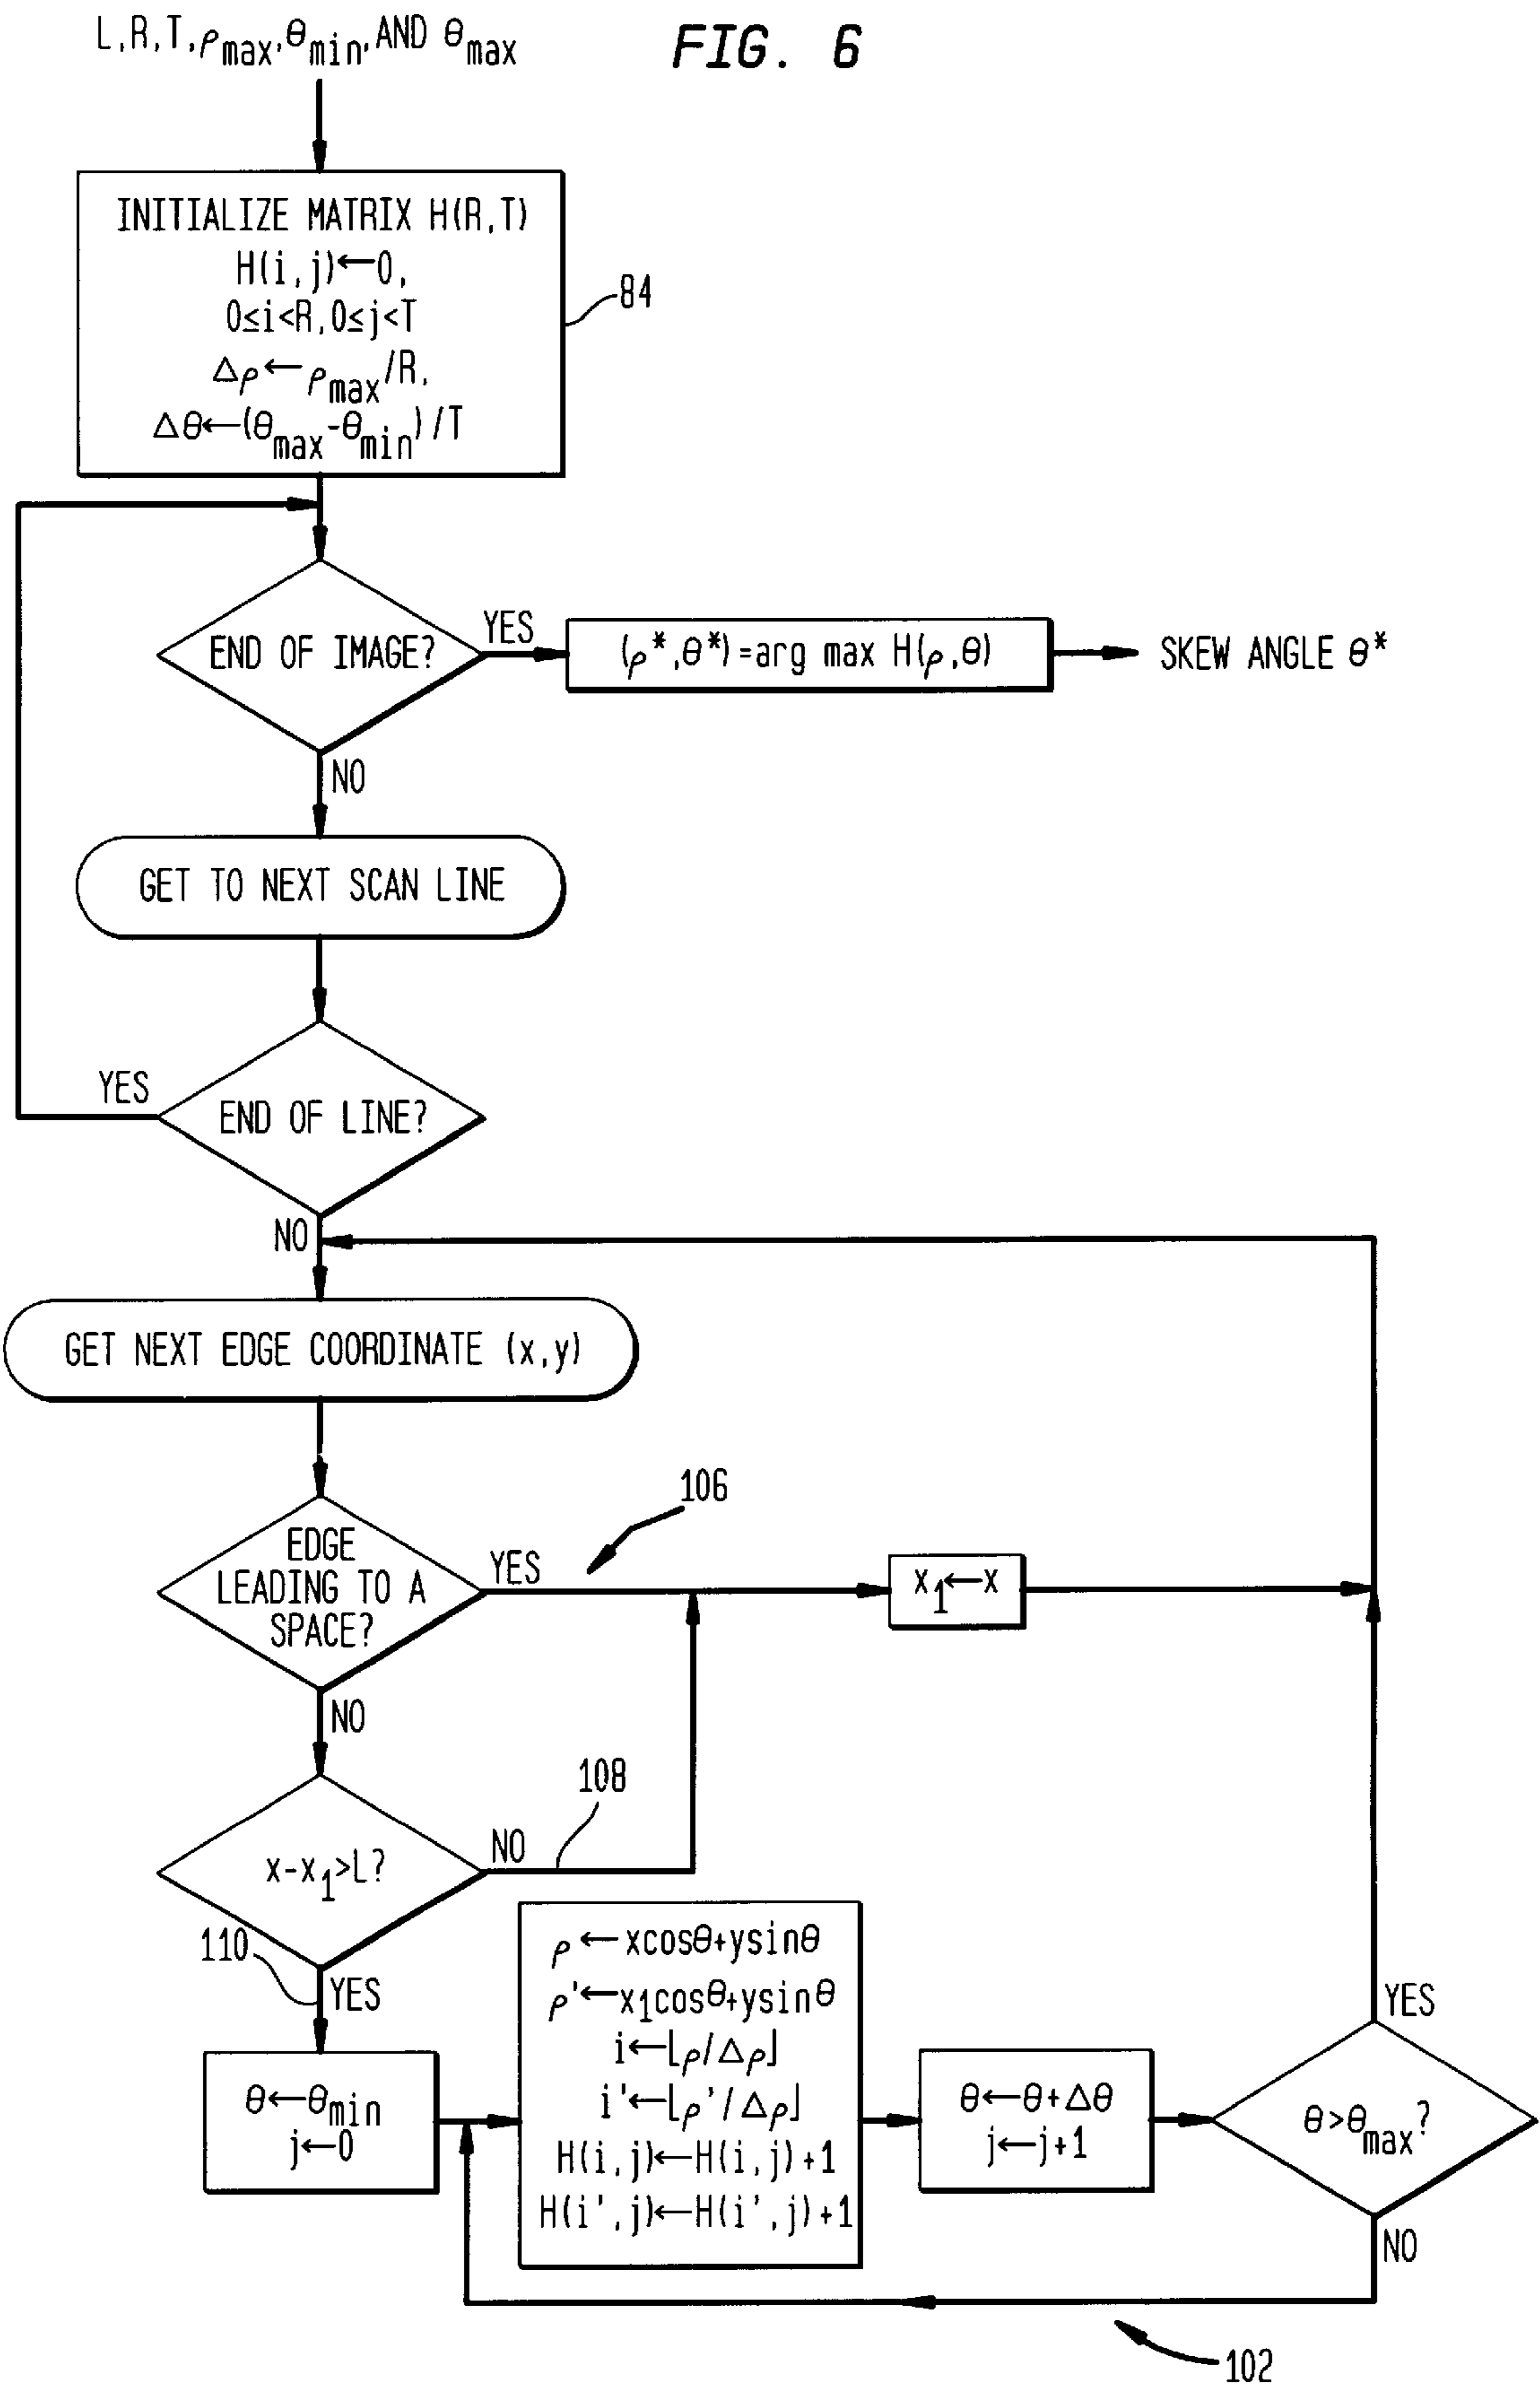 L,R,T,ρmax,θmin,AND θmax
FIG. 6
INITIALIZE MATRIX H(R,T)
H(i,j)←0,
0≤i<R,0≤j<T
Δρ←ρmax/R,
Δθ←(θmax-θmin)/T
84
END OF IMAGE?
YES
(ρ*,θ*)=arg max H(ρ,θ)
SKEW ANGLE θ*
NO
GET TO NEXT SCAN LINE
YES
END OF LINE?
NO
GET NEXT EDGE COORDINATE (x,y)
106
EDGE
LEADING TO A
SPACE?
YES
x1←x
NO
108
x-x1>L?
NO
110
YES
θ←θmin
j←0
ρ←xcosθ+ysinθ
ρ'←x1cosθ+ysinθ
i←⌊ρ/Δρ⌋
i'←⌊ρ'/Δρ⌋
H(i,j)←H(i,j)+1
H(i',j)←H(i',j)+1
θ←θ+Δθ
j←j+1
YES
θ>θmax?
NO
102